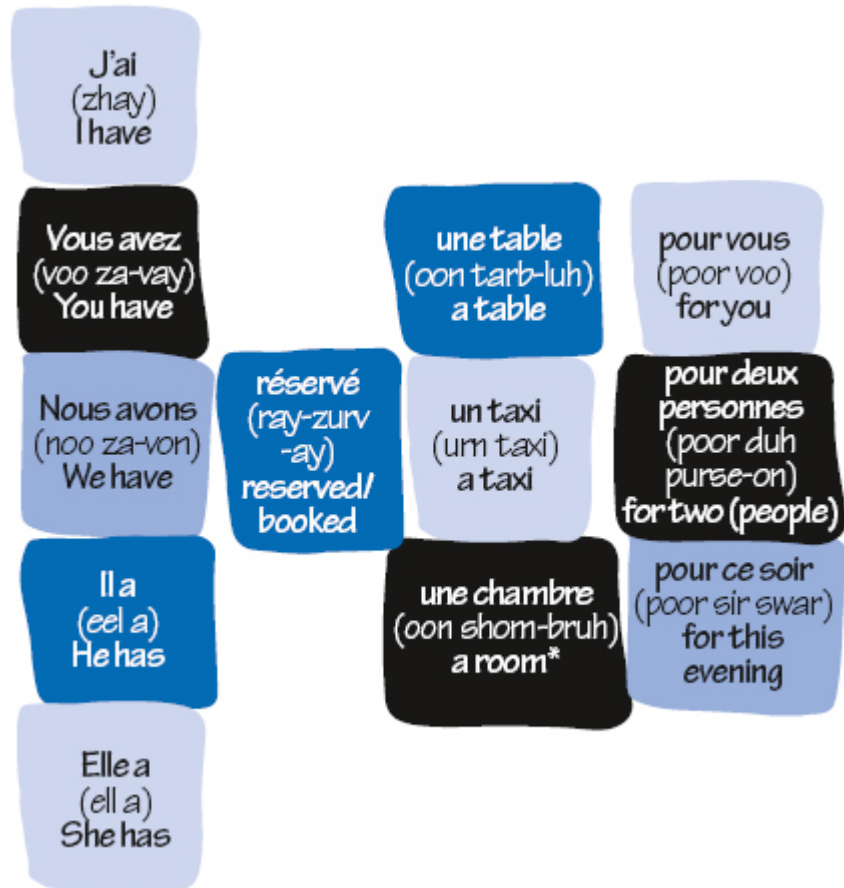 J'ai
(zhay)
I have
Vous avez
(voo za-vay)
You have
Nous avons
(noo za-von)
We have
Il a
(eel a)
He has
Elle a
(ell a)
She has
réservé
(ray-zurv
-ay)
reserved/
booked
une table
(oon tarb-luh)
a table
un taxi
(urn taxi)
a taxi
une chambre
(oon shom-bruh)
a room*
pour vous
(poor voo)
for you
pour deux
personnes
(poor duh
purse-on)
for two (people)
pour ce soir
(poor sir swar)
for this
evening